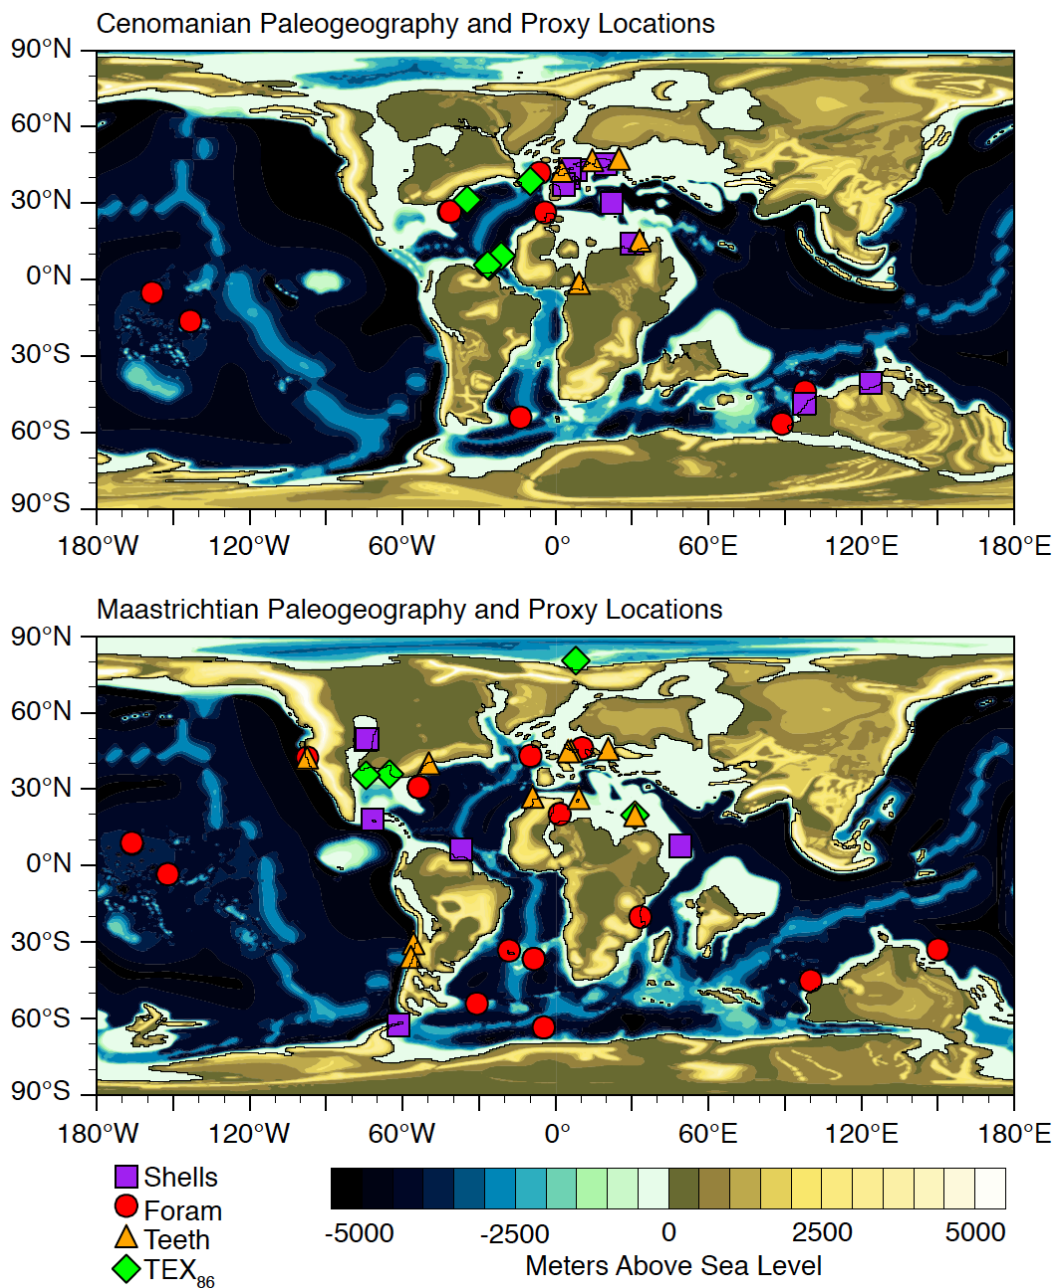 Cenomanian Paleogeography and Proxy Locations
90°N
60°N
30°N
0°N
30°S
60°S
90°S
180°W 120°W 60°W 0° 60°E 120°E 180°E
Maastrichtian Paleogeography and Proxy Locations
90°N
60°N
30°N
0°N
30°S
60°S
90°S
180°W 120°W 60°W 0° 60°E 120°E 180°E
Shells
Foram
Teeth
TEX86
-5000 -2500 0 2500 5000
Meters Above Sea Level